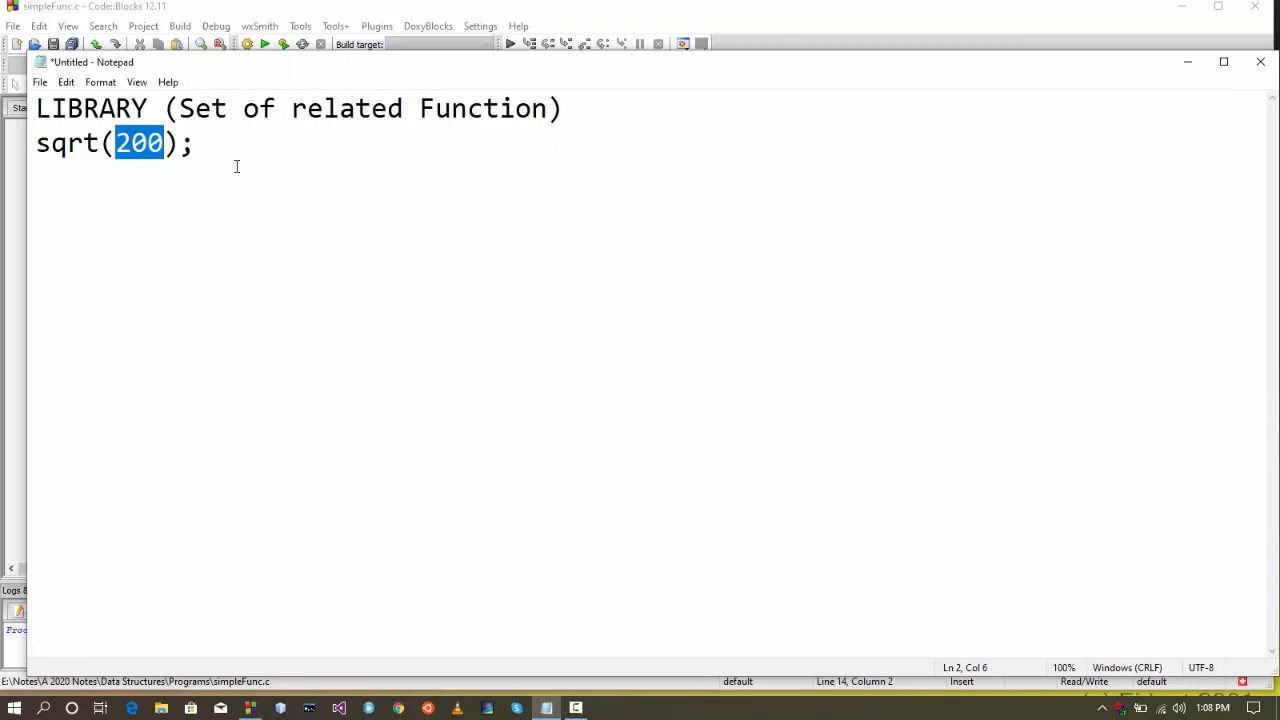 simpleFunc.c - Code::Blocks 12.11
File Edit View Search Project Build Debug wxSmith Tools Tools+ Plugins DoxyBlocks Settings Help
Build target:
*Untitled - Notepad
File Edit Format View Help
LIBRARY (Set of related Function)
sqrt(200);
Logs
Ln 2, Col 6 100% Windows (CRLF) UTF-8
E:\Notes\A 2020 Notes\Data Structures\Programs\simpleFunc.c default Line 14, Column 2 Insert Read/Write default
1:08 PM